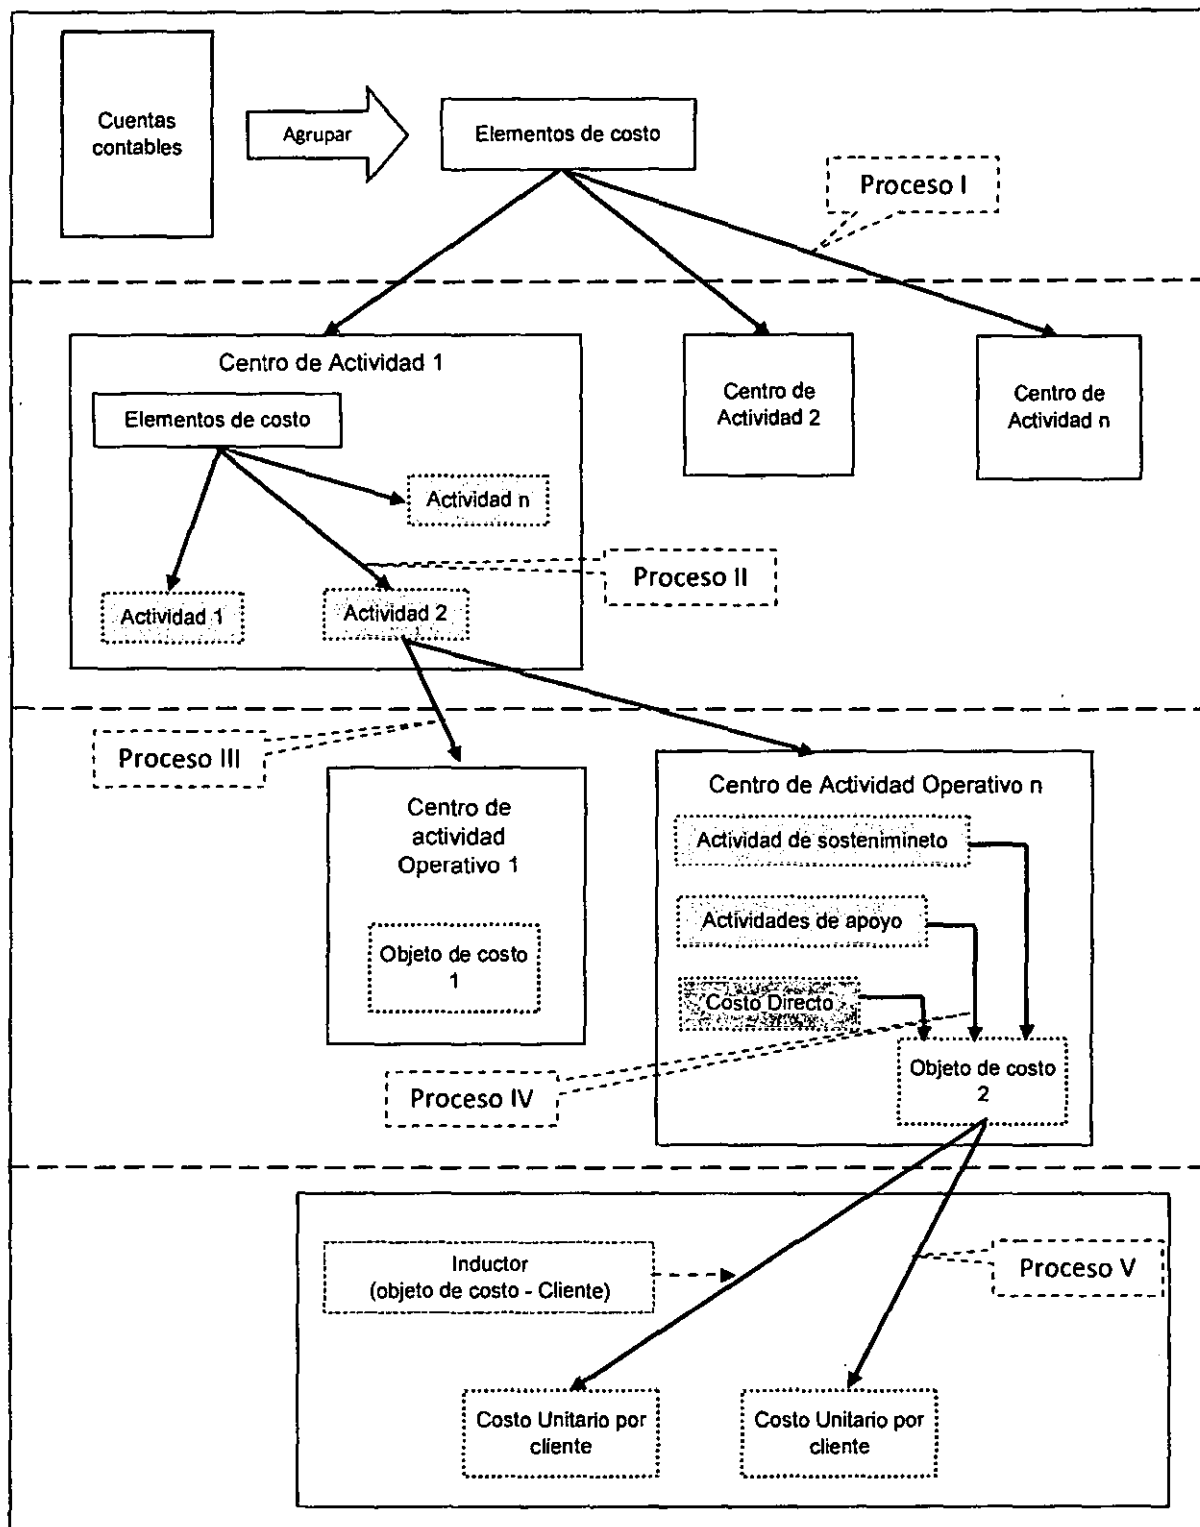 Cuentas
contables
Agrupar
Elementos de costo
Proceso I
Centro de Actividad 1
Elementos de costo
Actividad n
Actividad 1
Actividad 2
Proceso II
Centro de
Actividad 2
Centro de
Actividad n
Proceso III
Centro de
actividad
Operativo 1
Objeto de costo
1
Centro de Actividad Operativo n
Actividad de sostenimineto
Actividades de apoyo
Costo Directo
Objeto de costo
2
Proceso IV
Inductor
(objeto de costo - Cliente)
Proceso V
Costo Unitario por
cliente
Costo Unitario por
cliente